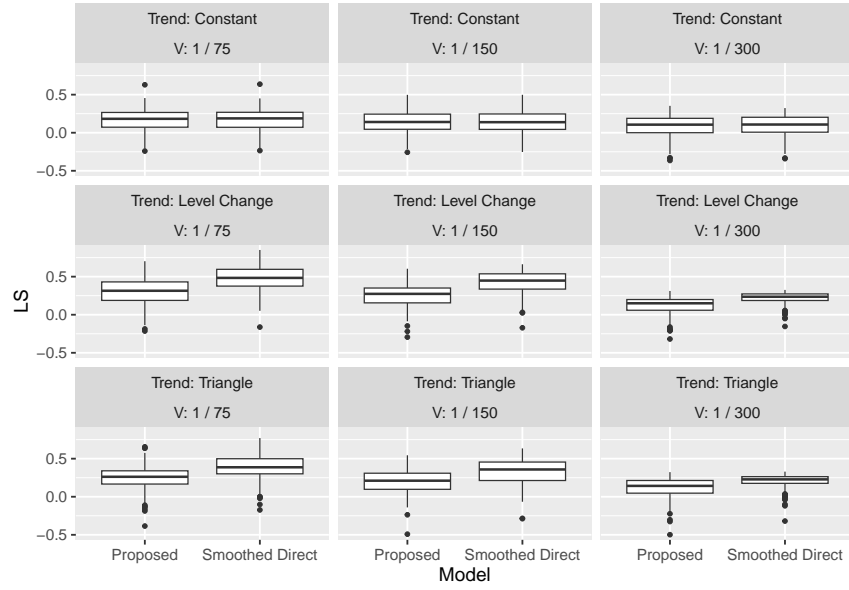 Trend: Constant
V: 1 / 75
Trend: Constant
V: 1 / 150
Trend: Constant
V: 1 / 300
0.5
0.0
−0.5
Trend: Level Change
V: 1 / 75
Trend: Level Change
V: 1 / 150
Trend: Level Change
V: 1 / 300
0.5
0.0
−0.5
LS
Trend: Triangle
V: 1 / 75
Trend: Triangle
V: 1 / 150
Trend: Triangle
V: 1 / 300
0.5
0.0
−0.5
Proposed Smoothed Direct Proposed Smoothed Direct Proposed Smoothed Direct
Model